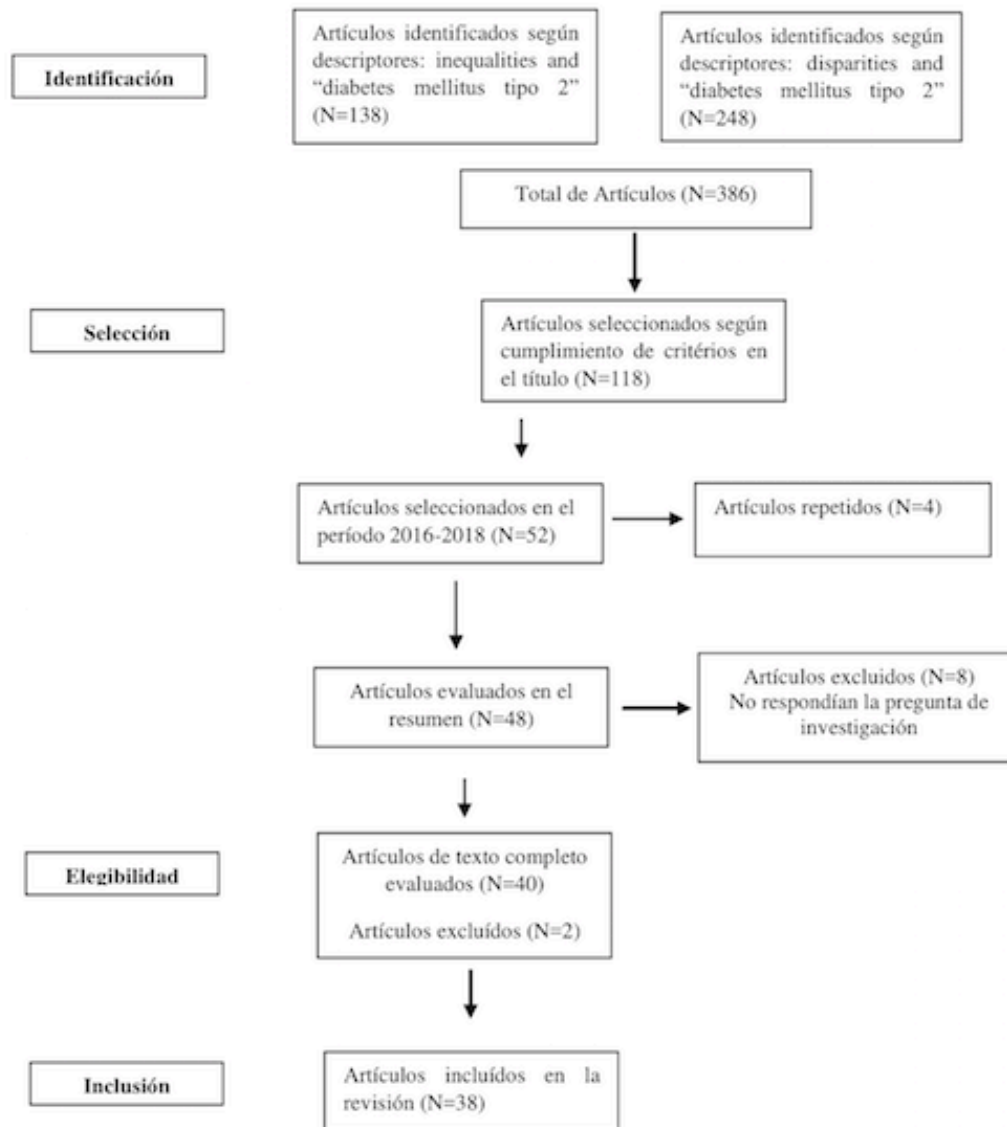 Identificación
Artículos identificados según
descriptores: inequalities and
“diabetes mellitus tipo 2”
(N=138)
Artículos identificados según
descriptores: disparities and
“diabetes mellitus tipo 2”
(N=248)
Total de Artículos (N=386)
Selección
Artículos seleccionados según
cumplimiento de critérios en
el título (N=118)
Artículos seleccionados en el
período 2016-2018 (N=52)
Artículos repetidos (N=4)
Artículos evaluados en el
resumen (N=48)
Artículos excluidos (N=8)
No respondían la pregunta de
investigación
Elegibilidad
Artículos de texto completo
evaluados (N=40)
Artículos excluídos (N=2)
Inclusión
Artículos incluídos en la
revisión (N=38)